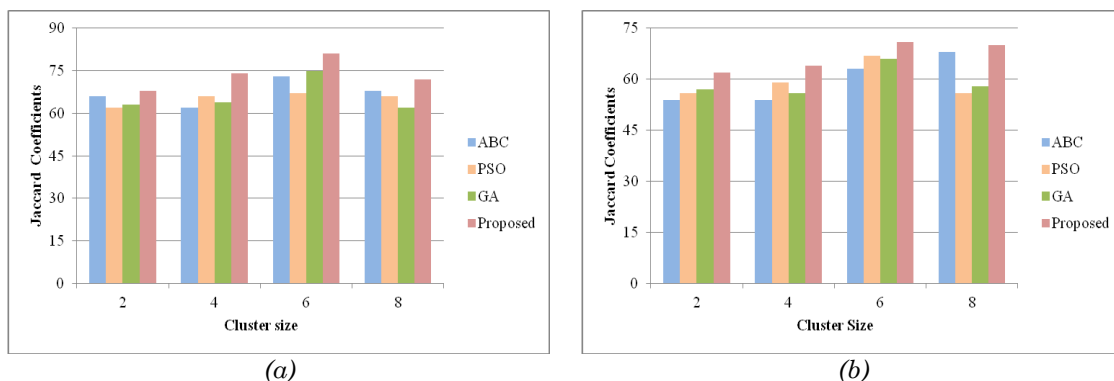 90
75
60
45
30
15
0
Jaccard Coefficients
2 4 6 8
Cluster size
ABC
PSO
GA
Proposed
(a)
75
60
45
30
15
0
Jaccard Coefficients
2 4 6 8
Cluster Size
ABC
PSO
GA
Proposed
(b)